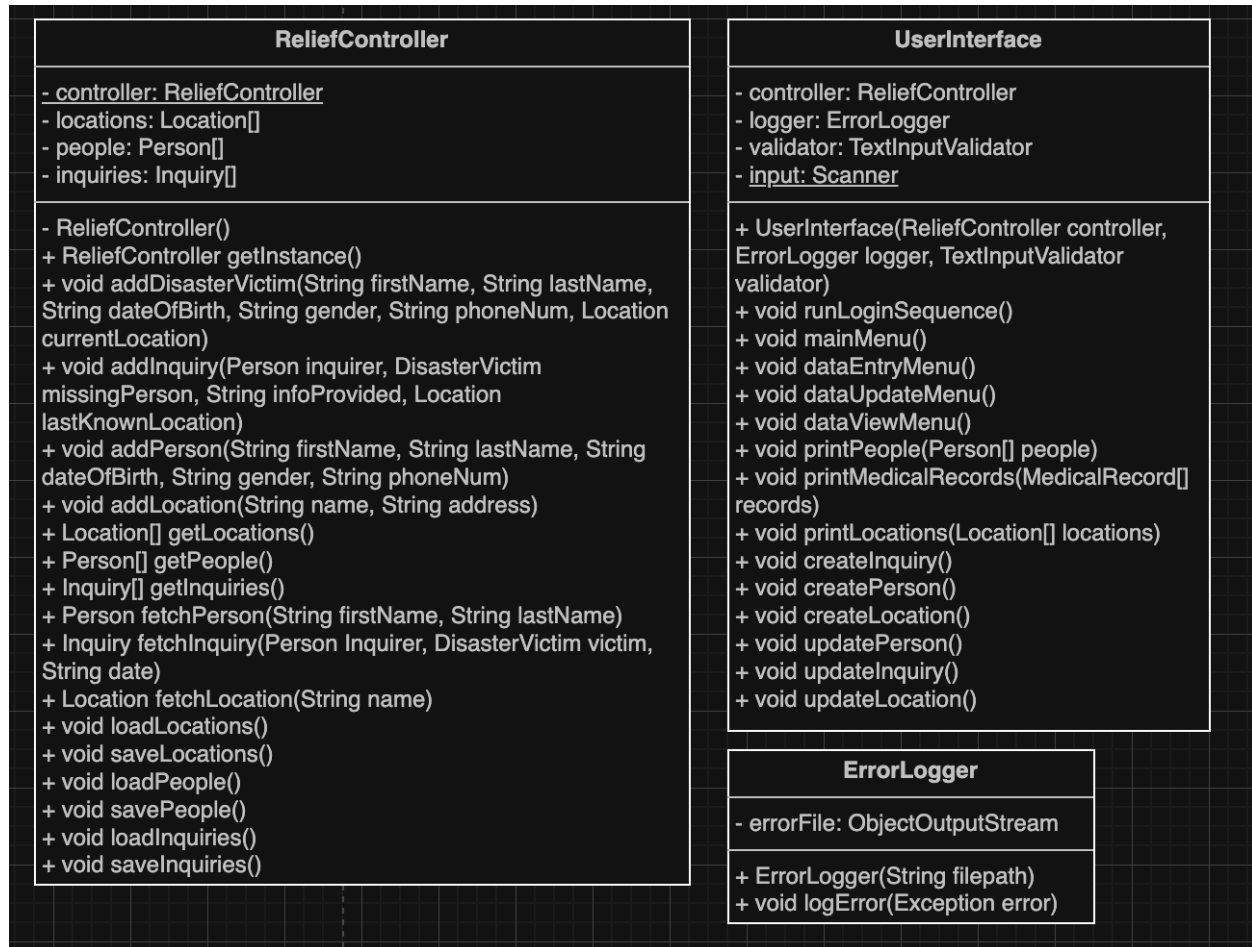 ReliefController
- controller: ReliefController
- locations: Location[]
- people: Person[]
- inquiries: Inquiry[]
- ReliefController()
+ ReliefController getInstance()
+ void addDisasterVictim(String firstName, String lastName,
String dateOfBirth, String gender, String phoneNum, Location
currentLocation)
+ void addInquiry(Person inquirer, DisasterVictim
missingPerson, String infoProvided, Location
lastKnownLocation)
+ void addPerson(String firstName, String lastName, String
dateOfBirth, String gender, String phoneNum)
+ void addLocation(String name, String address)
+ Location[] getLocations()
+ Person[] getPeople()
+ Inquiry[] getInquiries()
+ Person fetchPerson(String firstName, String lastName)
+ Inquiry fetchInquiry(Person Inquirer, DisasterVictim victim,
String date)
+ Location fetchLocation(String name)
+ void loadLocations()
+ void saveLocations()
+ void loadPeople()
+ void savePeople()
+ void loadInquiries()
+ void saveInquiries()
UserInterface
- controller: ReliefController
- logger: ErrorLogger
- validator: TextInputValidator
- input: Scanner
+ UserInterface(ReliefController controller,
ErrorLogger logger, TextInputValidator
validator)
+ void runLoginSequence()
+ void mainMenu()
+ void dataEntryMenu()
+ void dataUpdateMenu()
+ void dataViewMenu()
+ void printPeople(Person[] people)
+ void printMedicalRecords(MedicalRecord[]
records)
+ void printLocations(Location[] locations)
+ void createInquiry()
+ void createPerson()
+ void createLocation()
+ void updatePerson()
+ void updateInquiry()
+ void updateLocation()
ErrorLogger
- errorFile: ObjectOutputStream
+ ErrorLogger(String filepath)
+ void logError(Exception error)